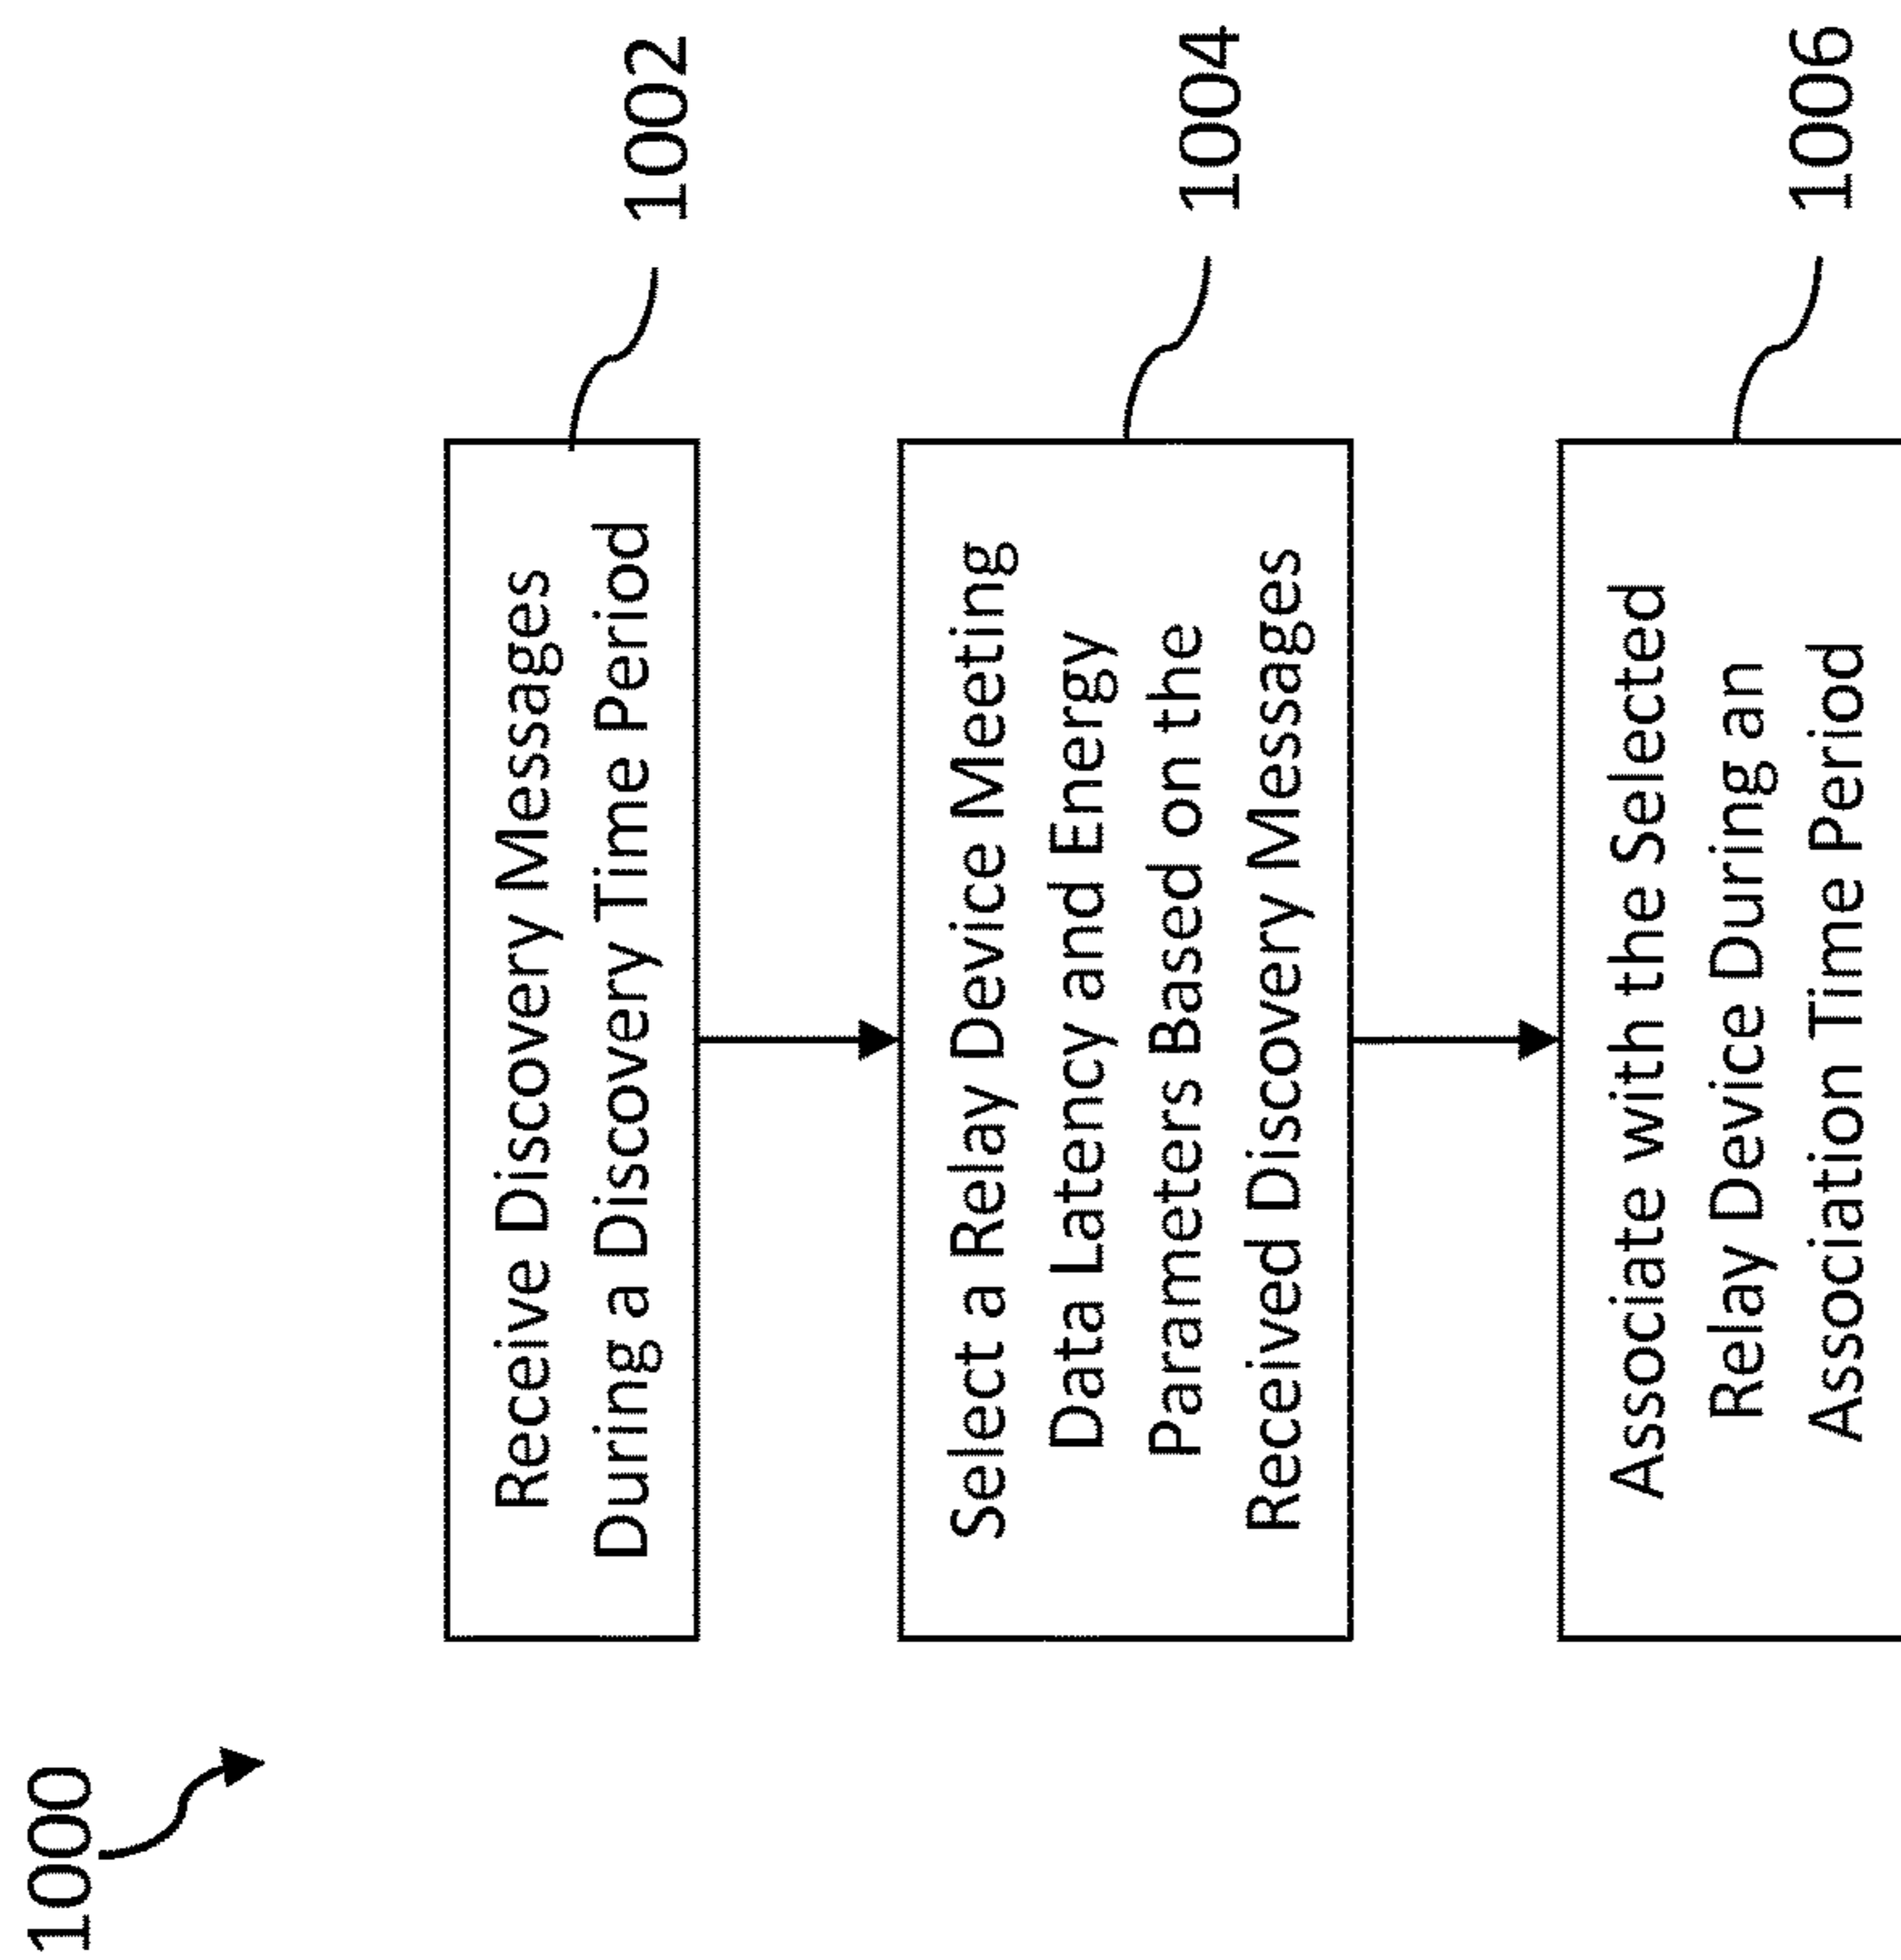 1000
Receive Discovery Messages
During a Discovery Time Period
1002
Select a Relay Device Meeting
Data Latency and Energy
Parameters Based on the
Received Discovery Messages
1004
Associate with the Selected
Relay Device During an
Association Time Period
1006